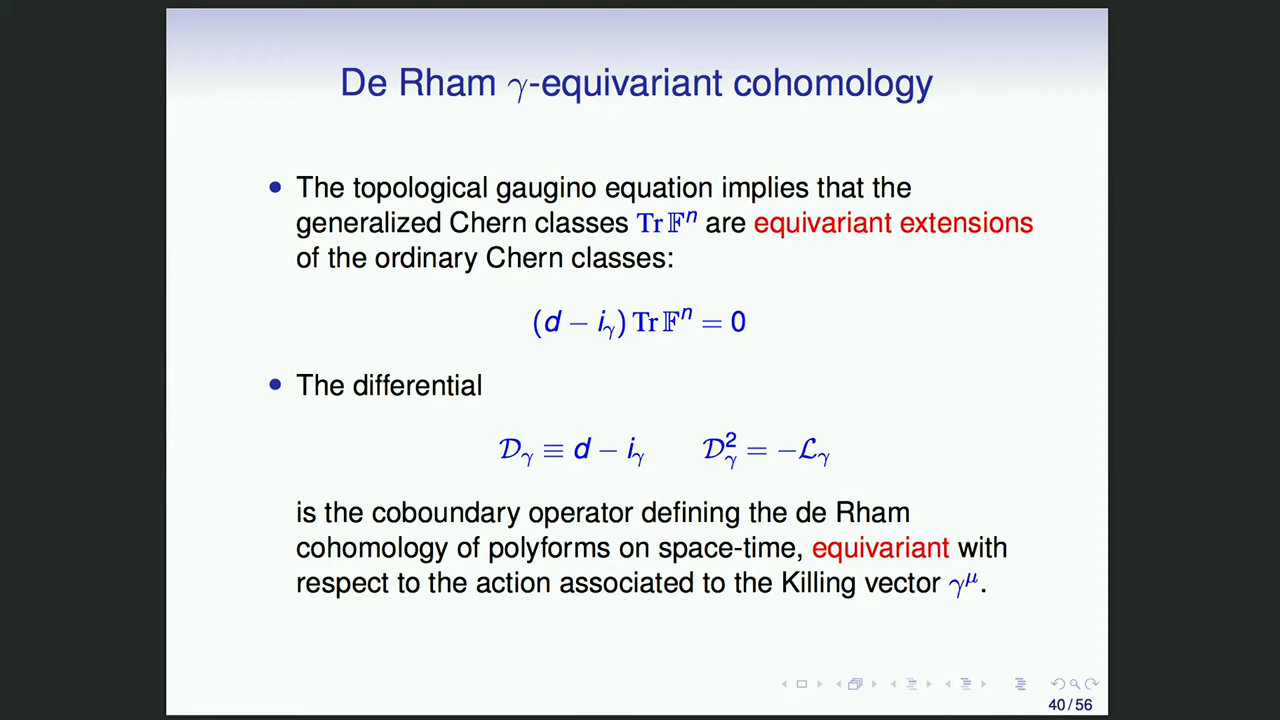 De Rham γ-equivariant cohomology
• The topological gaugino equation implies that the
generalized Chern classes Tr 𝔽ⁿ are equivariant extensions
of the ordinary Chern classes:
(d − i_γ) Tr 𝔽ⁿ = 0
• The differential
𝒟_γ ≡ d − i_γ 𝒟_γ² = −ℒ_γ
is the coboundary operator defining the de Rham
cohomology of polyforms on space-time, equivariant with
respect to the action associated to the Killing vector γ^μ.
40 / 56